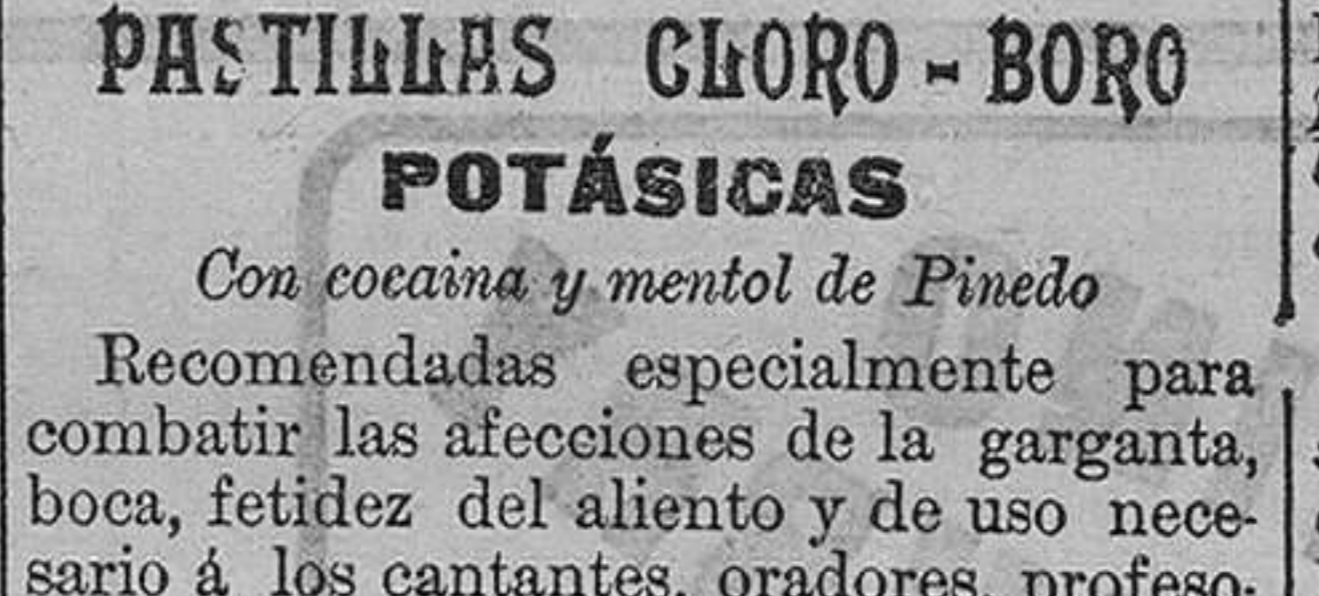 PASTILLAS CLORO-BORO
POTÁSICAS
Con cocaina y mentol de Pinedo
Recomendadas especialmente para
combatir las afecciones de la garganta,
boca, fetidez del aliento y de uso nece-
sario á los cantantes, oradores, profeso-